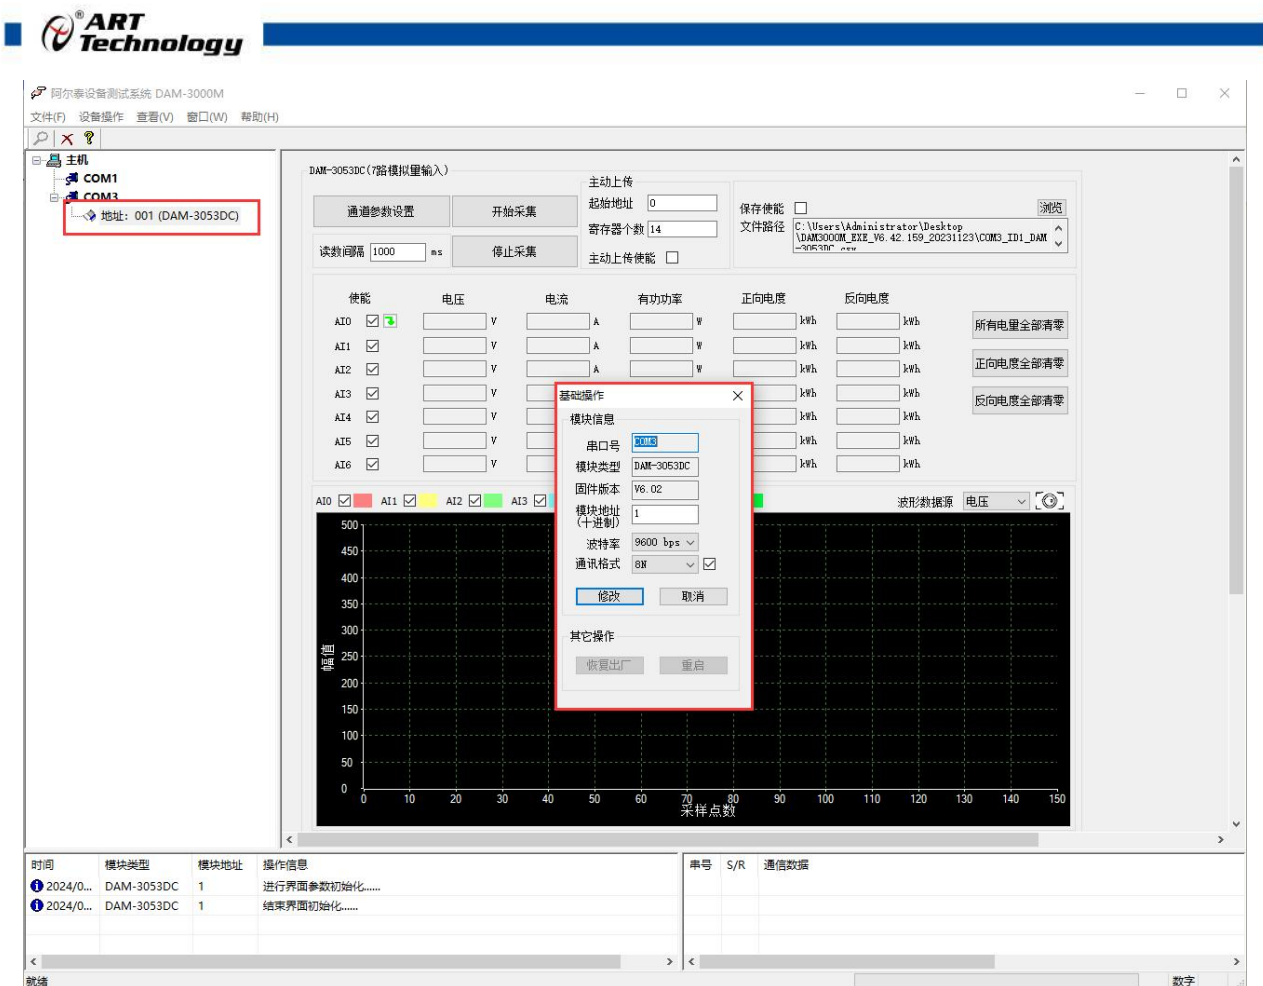 ART
Technology
阿尔泰设备测试系统 DAM-3000M
文件(F) 设备操作 查看(V) 窗口(W) 帮助(H)
主机
COM1
COM3
地址：001 (DAM-3053DC)
DAM-3053DC(7路模拟量输入)
通道参数设置 开始采集
读数间隔 1000 ms 停止采集
主动上传
起始地址 0
寄存器个数 14
主动上传使能
保存使能 浏览
文件路径 C:\Users\Administrator\Desktop
\DAM3000M_EXE_V6.42.159_20231123\COM3_ID1_DAM
-3053DC.csv
使能 电压 电流 有功功率 正向电度 反向电度
AI0 V A W kWh kWh
AI1 V A W kWh kWh
AI2 V A W kWh kWh
AI3 V kWh kWh
AI4 V kWh kWh
AI5 V kWh kWh
AI6 V kWh kWh
所有电量全部清零
正向电度全部清零
反向电度全部清零
基础操作
模块信息
串口号 COM3
模块类型 DAM-3053DC
固件版本 V6.02
模块地址 1
(十进制)
波特率 9600 bps
通讯格式 8N
修改 取消
其它操作
恢复出厂 重启
AI0 AI1 AI2 AI3 波形数据源 电压
500
450
400
350
300
250
200
150
100
50
0
幅值
0 10 20 30 40 50 60 70 80 90 100 110 120 130 140 150
采样点数
时间 模块类型 模块地址 操作信息
2024/0... DAM-3053DC 1 进行界面参数初始化......
2024/0... DAM-3053DC 1 结束界面初始化......
串号 S/R 通信数据
就绪 数字